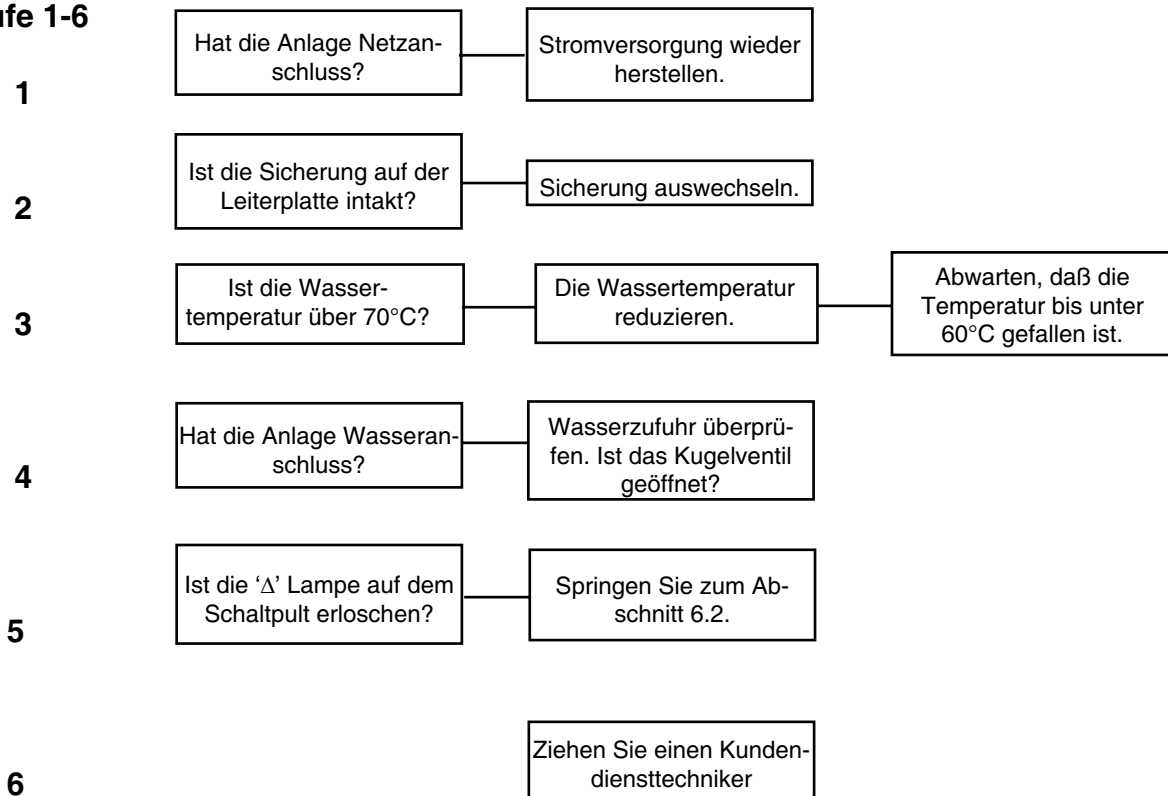 ufe 1-6
1
Hat die Anlage Netzan-
schluss?
Stromversorgung wieder
herstellen.
2
Ist die Sicherung auf der
Leiterplatte intakt?
Sicherung auswechseln.
3
Ist die Wasser-
temperatur über 70°C?
Die Wassertemperatur
reduzieren.
Abwarten, daß die
Temperatur bis unter
60°C gefallen ist.
4
Hat die Anlage Wasseran-
schluss?
Wasserzufuhr überprü-
fen. Ist das Kugelventil
geöffnet?
5
Ist die ‘Δ’ Lampe auf dem
Schaltpult erloschen?
Springen Sie zum Ab-
schnitt 6.2.
6
Ziehen Sie einen Kunden-
diensttechniker